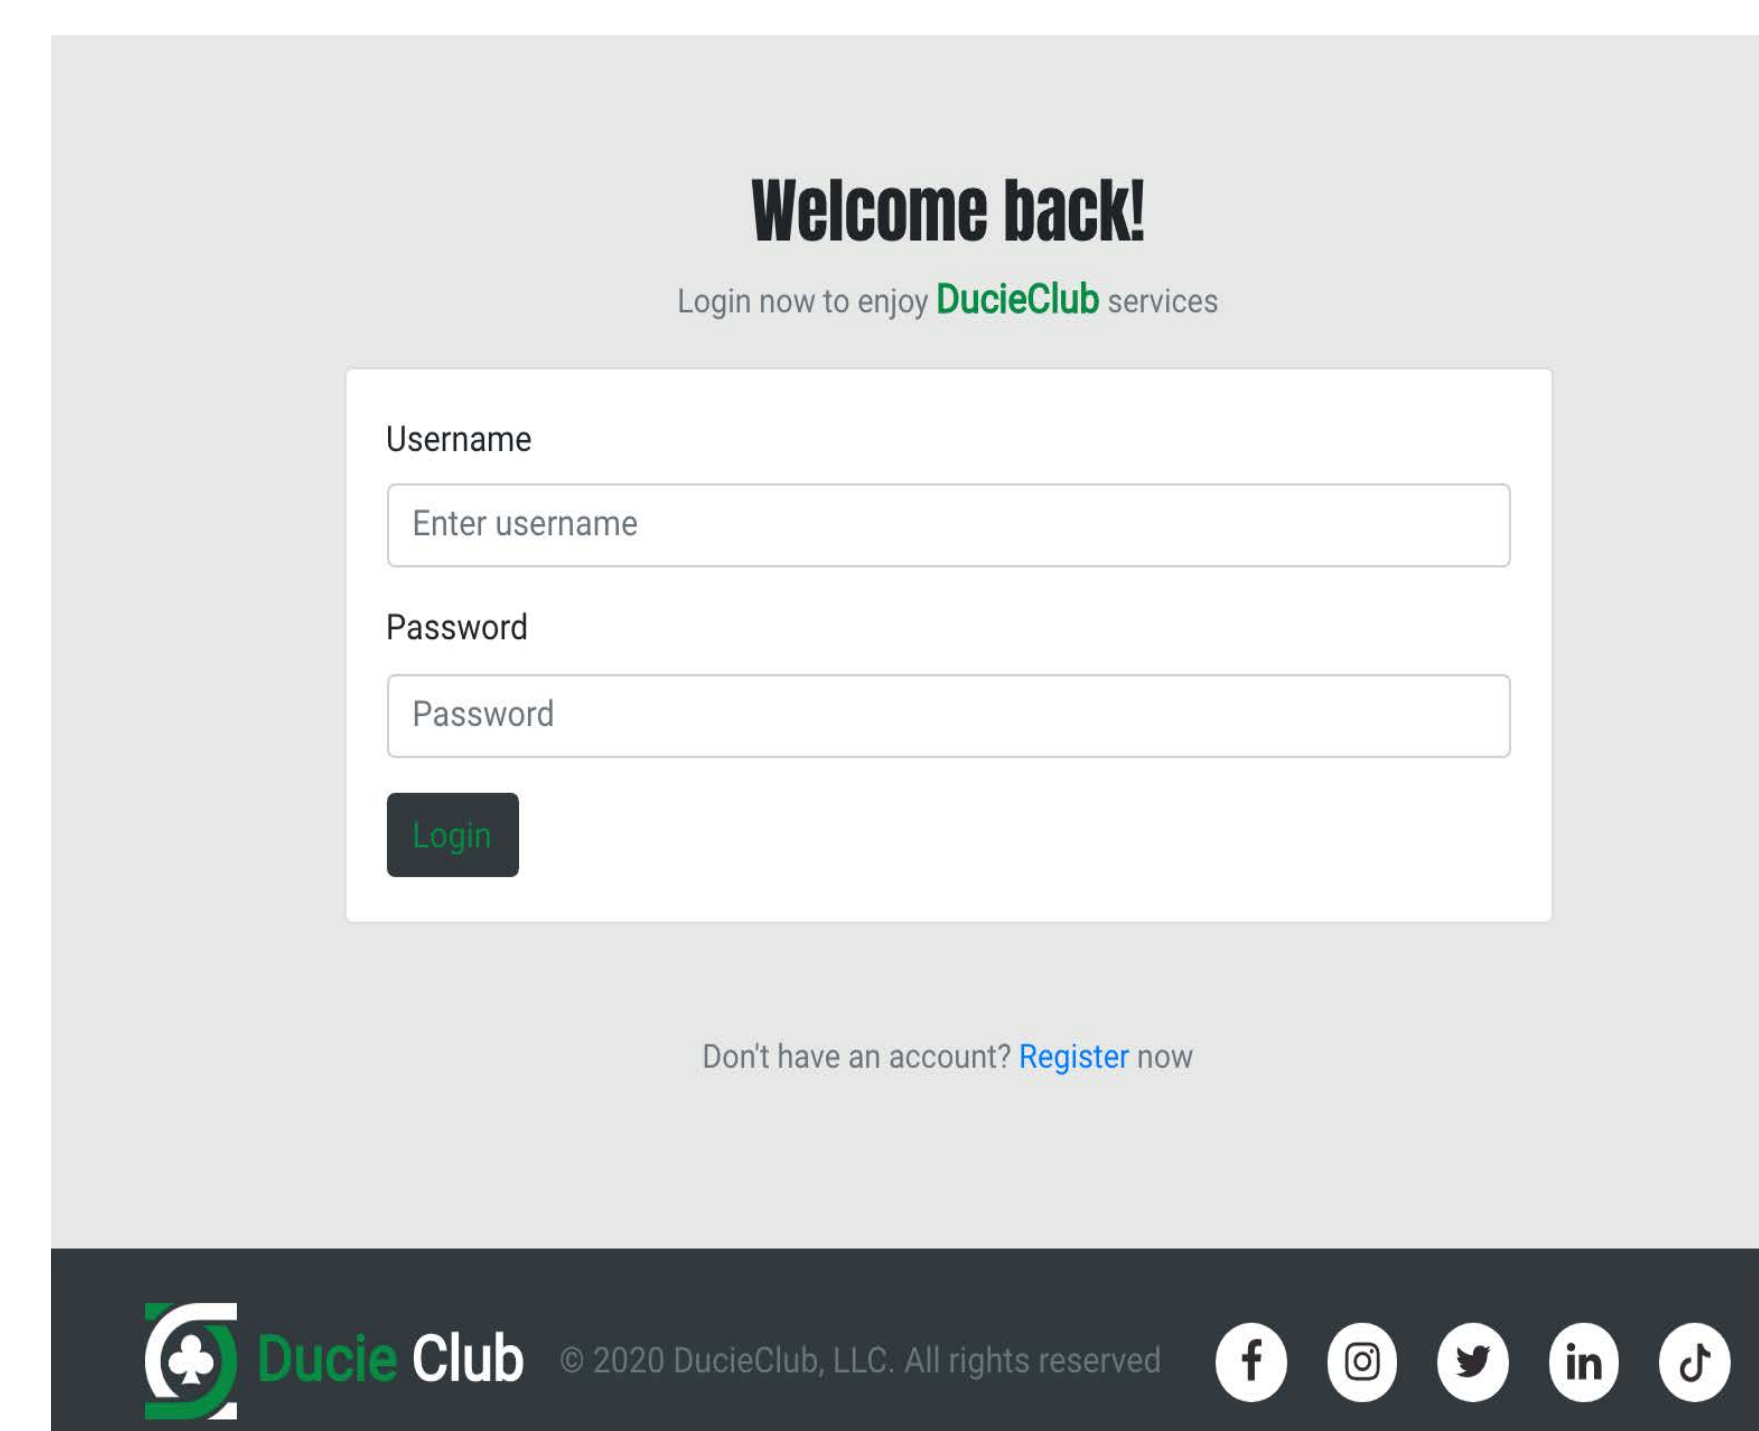 Welcome back!
Login now to enjoy DucieClub services
Username
Enter username
Password
Password
Login
Don't have an account? Register now
Ducie Club © 2020 DucieClub, LLC. All rights reserved